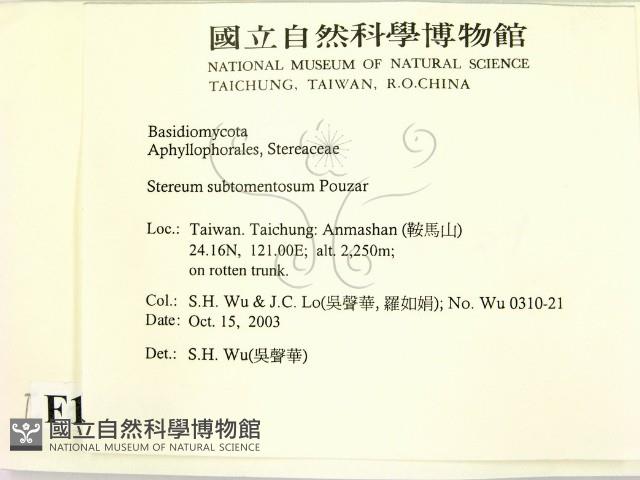 國立自然科學博物館
NATIONAL MUSEUM OF NATURAL SCIENCE
TAICHUNG, TAIWAN, R.O.CHINA
Basidiomycota
Aphyllophorales, Stereaceae
Stereum subtomentosum Pouzar
Loc.: Taiwan. Taichung: Anmashan (鞍馬山)
24.16N, 121.00E; alt. 2,250m;
on rotten trunk.
Col.: S.H. Wu & J.C. Lo(吳聲華, 羅如娟); No. Wu 0310-21
Date: Oct. 15, 2003
Det.: S.H. Wu(吳聲華)
F1
國立自然科學博物館
NATIONAL MUSEUM OF NATURAL SCIENCE